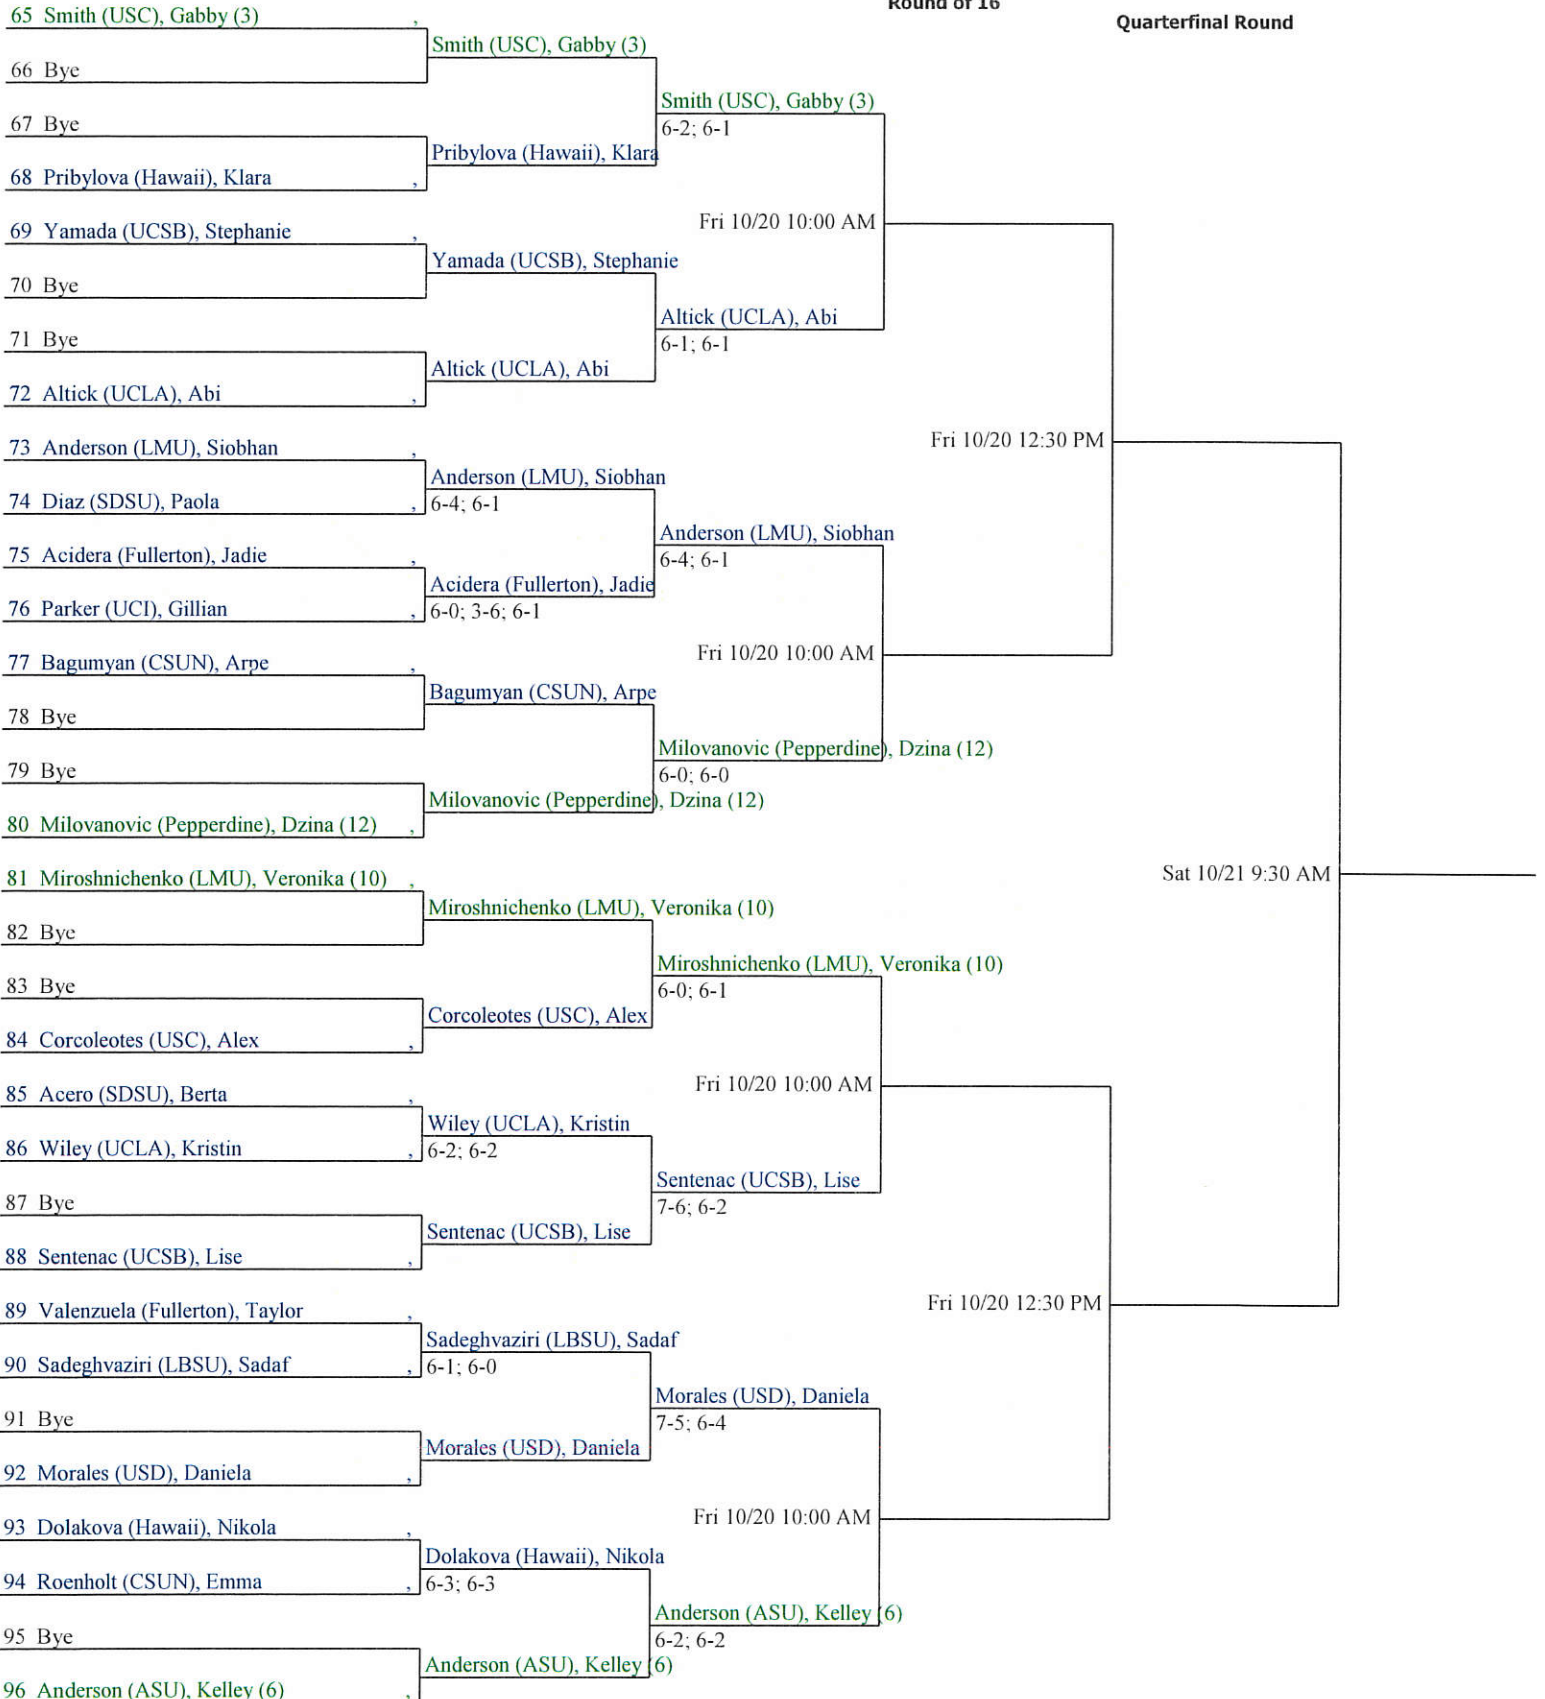 Round of 16
Quarterfinal Round
65 Smith (USC), Gabby (3) ,
Smith (USC), Gabby (3)
66 Bye
Smith (USC), Gabby (3)
67 Bye
6-2; 6-1
Pribylova (Hawaii), Klara
68 Pribylova (Hawaii), Klara ,
Fri 10/20 10:00 AM
69 Yamada (UCSB), Stephanie ,
Yamada (UCSB), Stephanie
70 Bye
Altick (UCLA), Abi
71 Bye
6-1; 6-1
Altick (UCLA), Abi
72 Altick (UCLA), Abi ,
Fri 10/20 12:30 PM
73 Anderson (LMU), Siobhan ,
Anderson (LMU), Siobhan
74 Diaz (SDSU), Paola ,
6-4; 6-1
Anderson (LMU), Siobhan
75 Acidera (Fullerton), Jadie ,
6-4; 6-1
Acidera (Fullerton), Jadie
76 Parker (UCI), Gillian ,
6-0; 3-6; 6-1
Fri 10/20 10:00 AM
77 Bagumyan (CSUN), Arpe ,
Bagumyan (CSUN), Arpe
78 Bye
Milovanovic (Pepperdine), Dzina (12)
79 Bye
6-0; 6-0
Milovanovic (Pepperdine), Dzina (12)
80 Milovanovic (Pepperdine), Dzina (12) ,
Sat 10/21 9:30 AM
81 Miroshnichenko (LMU), Veronika (10) ,
Miroshnichenko (LMU), Veronika (10)
82 Bye
Miroshnichenko (LMU), Veronika (10)
83 Bye
6-0; 6-1
Corcoleotes (USC), Alex
84 Corcoleotes (USC), Alex ,
Fri 10/20 10:00 AM
85 Acero (SDSU), Berta ,
Wiley (UCLA), Kristin
86 Wiley (UCLA), Kristin ,
6-2; 6-2
Sentenac (UCSB), Lise
87 Bye
7-6; 6-2
Sentenac (UCSB), Lise
88 Sentenac (UCSB), Lise ,
Fri 10/20 12:30 PM
89 Valenzuela (Fullerton), Taylor ,
Sadeghvaziri (LBSU), Sadaf
90 Sadeghvaziri (LBSU), Sadaf ,
6-1; 6-0
Morales (USD), Daniela
91 Bye
7-5; 6-4
Morales (USD), Daniela
92 Morales (USD), Daniela ,
Fri 10/20 10:00 AM
93 Dolakova (Hawaii), Nikola ,
Dolakova (Hawaii), Nikola
94 Roenholt (CSUN), Emma ,
6-3; 6-3
Anderson (ASU), Kelley (6)
95 Bye
6-2; 6-2
Anderson (ASU), Kelley (6)
96 Anderson (ASU), Kelley (6) ,